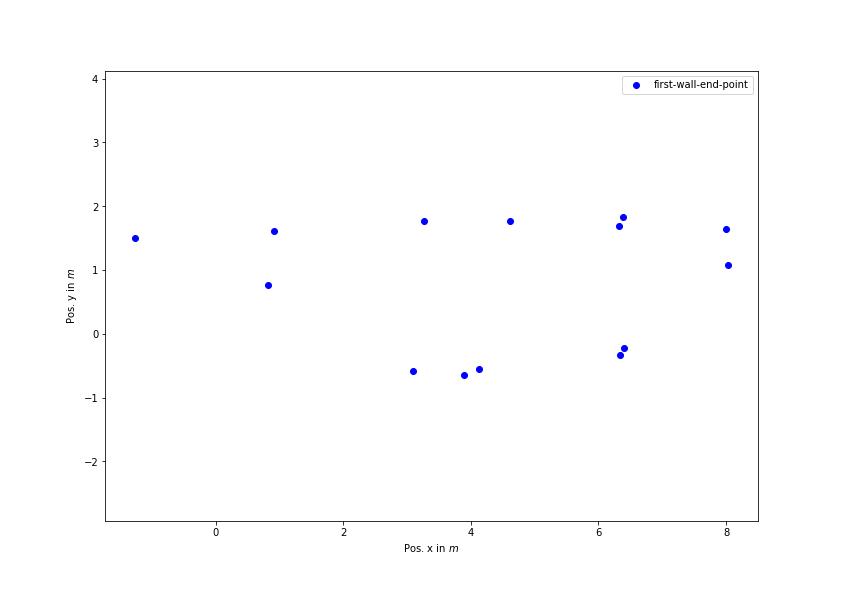 first-wall-end-point
4
3
2
1
0
−1
−2
Pos. y in m
0 2 4 6 8
Pos. x in m